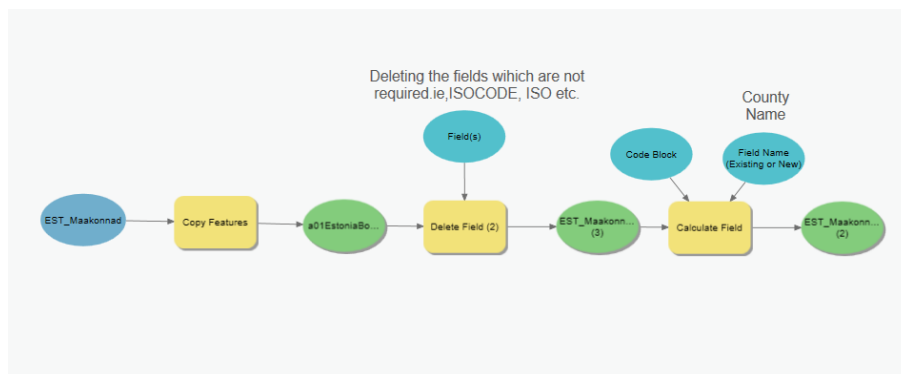 Deleting the fields wihich are not
required.ie,ISOCODE, ISO etc.
County
Name
Field(s)
Code Block
Field Name
(Existing or New)
EST_Maakonnad
Copy Features
a01EstoniaBo...
Delete Field (2)
EST_Maakonn...
(3)
Calculate Field
EST_Maakonn...
(2)